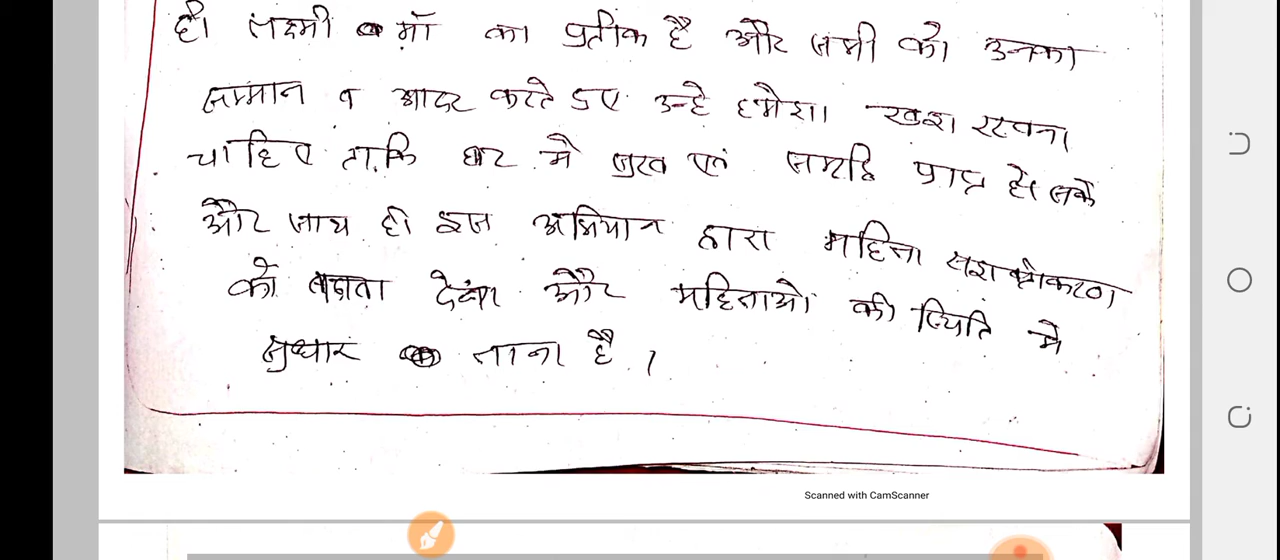 ही लक्ष्मी माँ का प्रतीक है और सभी को उनका
सम्मान व आदर करते हुए उन्हे हमेशा खुश रखना
चाहिए ताकि घर मे सुख एवं समृद्धि प्राप्त हो सके
और साथ ही इस अभियान द्वारा महिला सशक्तीकरण
को बढ़ावा देना और महिलाओ की स्थिति मे
सुधार लाना है ।
Scanned with CamScanner